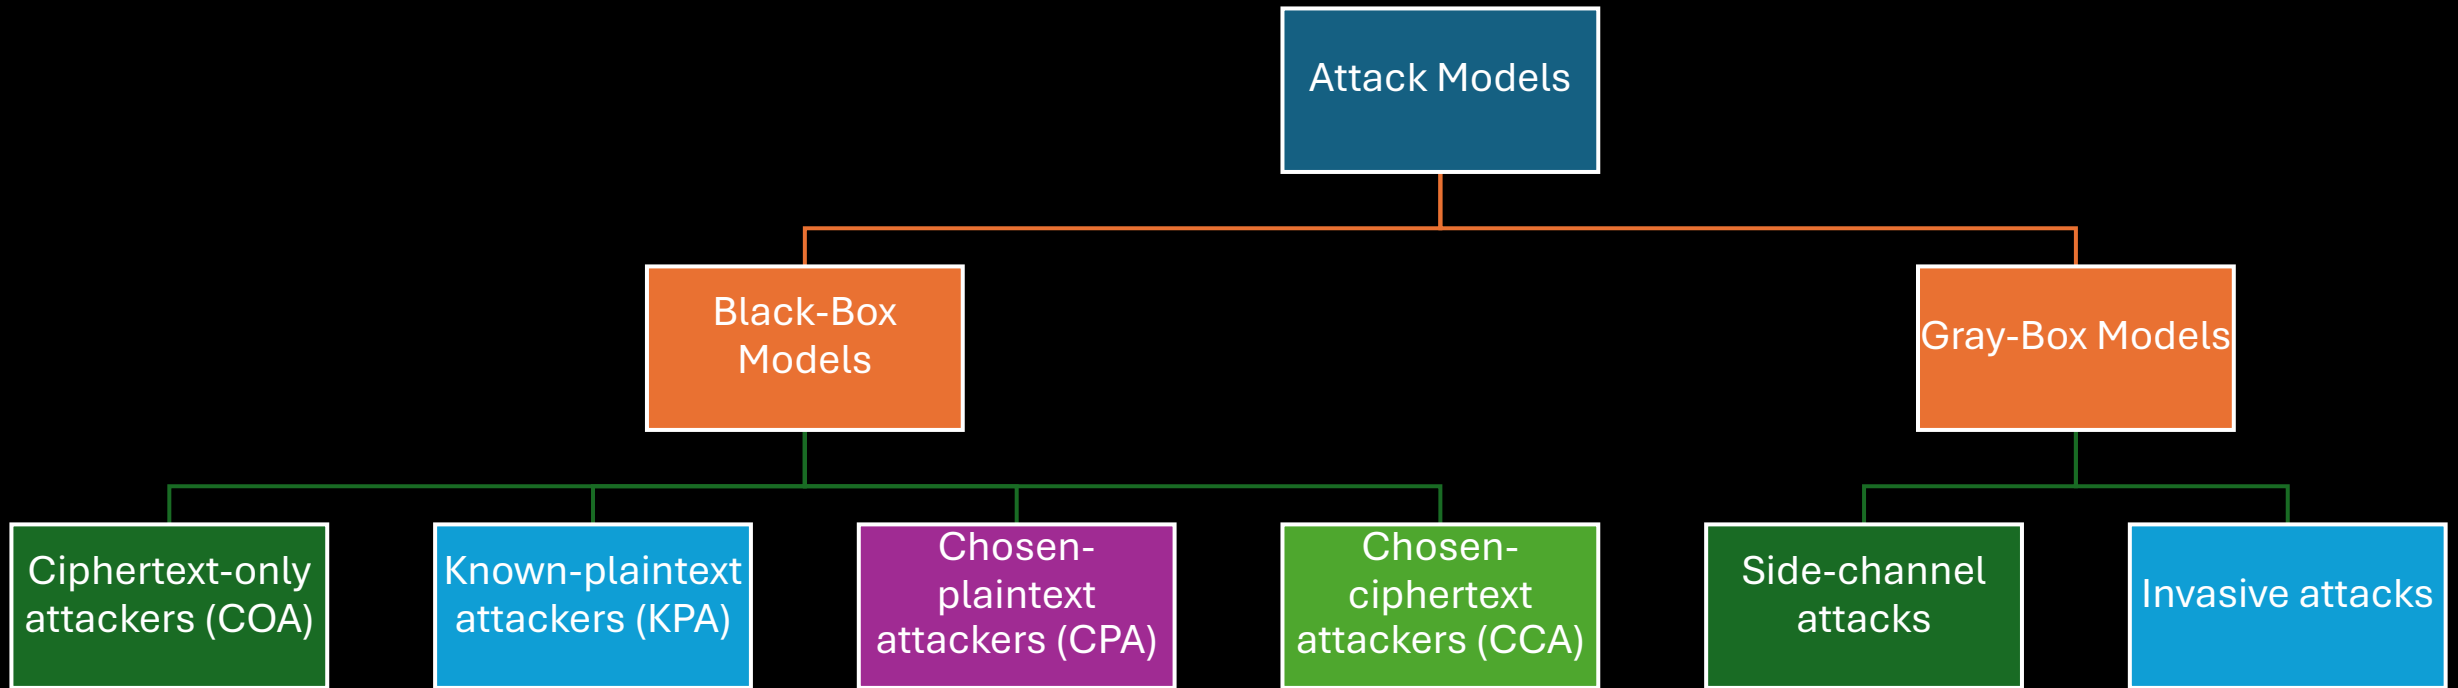 Attack Models
Black-Box
Models
Gray-Box Models
Ciphertext-only
attackers (COA)
Known-plaintext
attackers (KPA)
Chosen-
plaintext
attackers (CPA)
Chosen-
ciphertext
attackers (CCA)
Side-channel
attacks
Invasive attacks